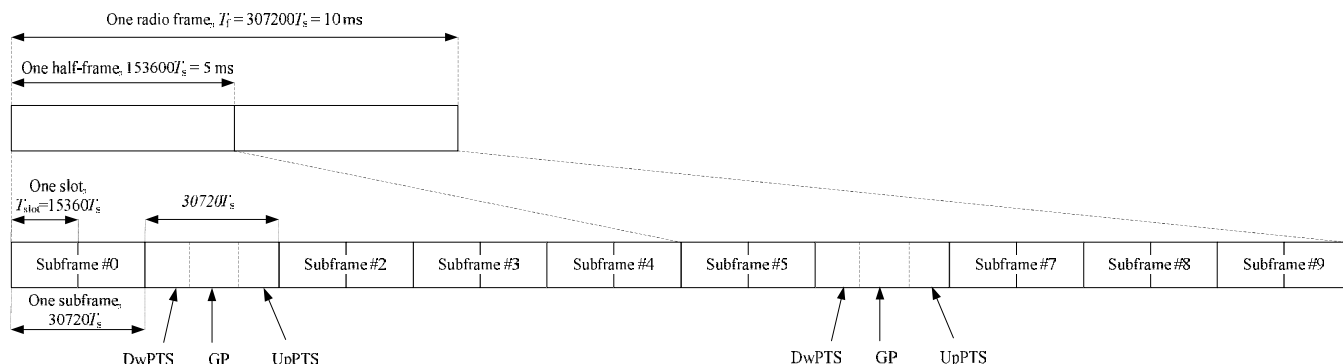 One radio frame, Tf = 307200Ts = 10 ms
One half-frame, 153600Ts = 5 ms
One slot,
Tslot=15360Ts
30720Ts
Subframe #0
Subframe #2
Subframe #3
Subframe #4
Subframe #5
Subframe #7
Subframe #8
Subframe #9
One subframe,
30720Ts
DwPTS
GP
UpPTS
DwPTS
GP
UpPTS